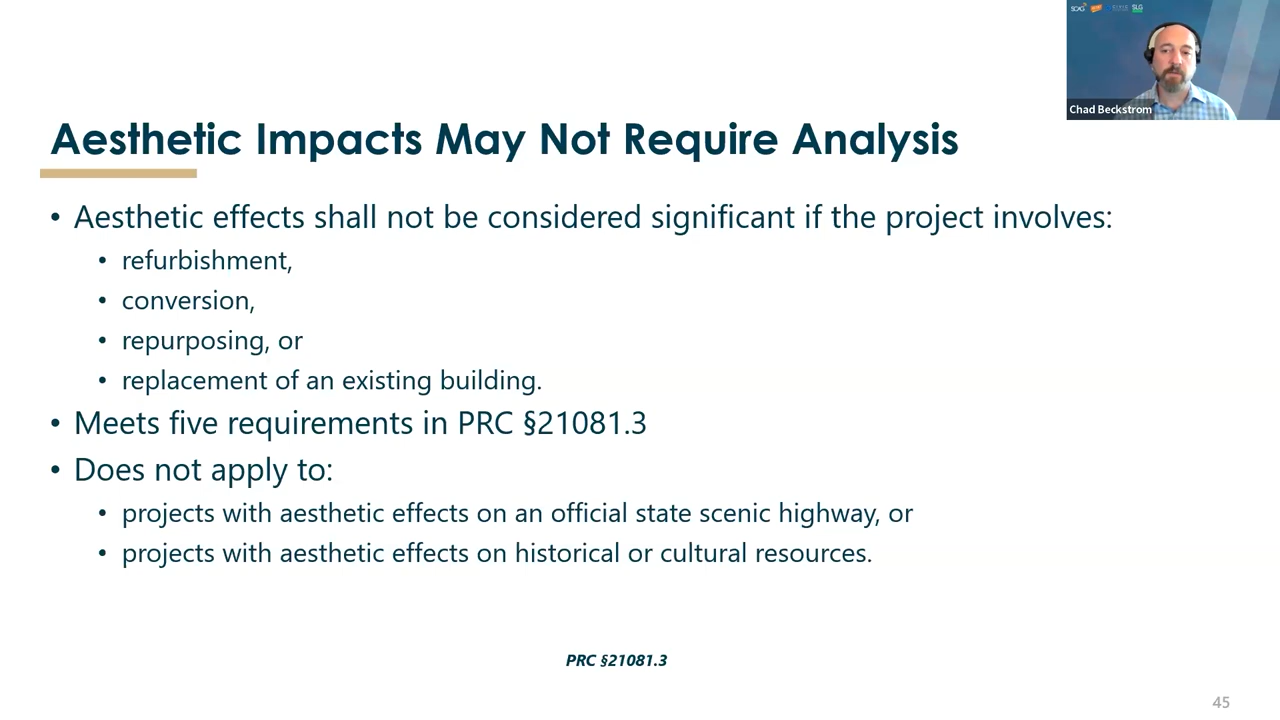 SCAG
SLG
Chad Beckstrom
Aesthetic Impacts May Not Require Analysis
• Aesthetic effects shall not be considered significant if the project involves:
• refurbishment,
• conversion,
• repurposing, or
• replacement of an existing building.
• Meets five requirements in PRC §21081.3
• Does not apply to:
• projects with aesthetic effects on an official state scenic highway, or
• projects with aesthetic effects on historical or cultural resources.
PRC §21081.3
45